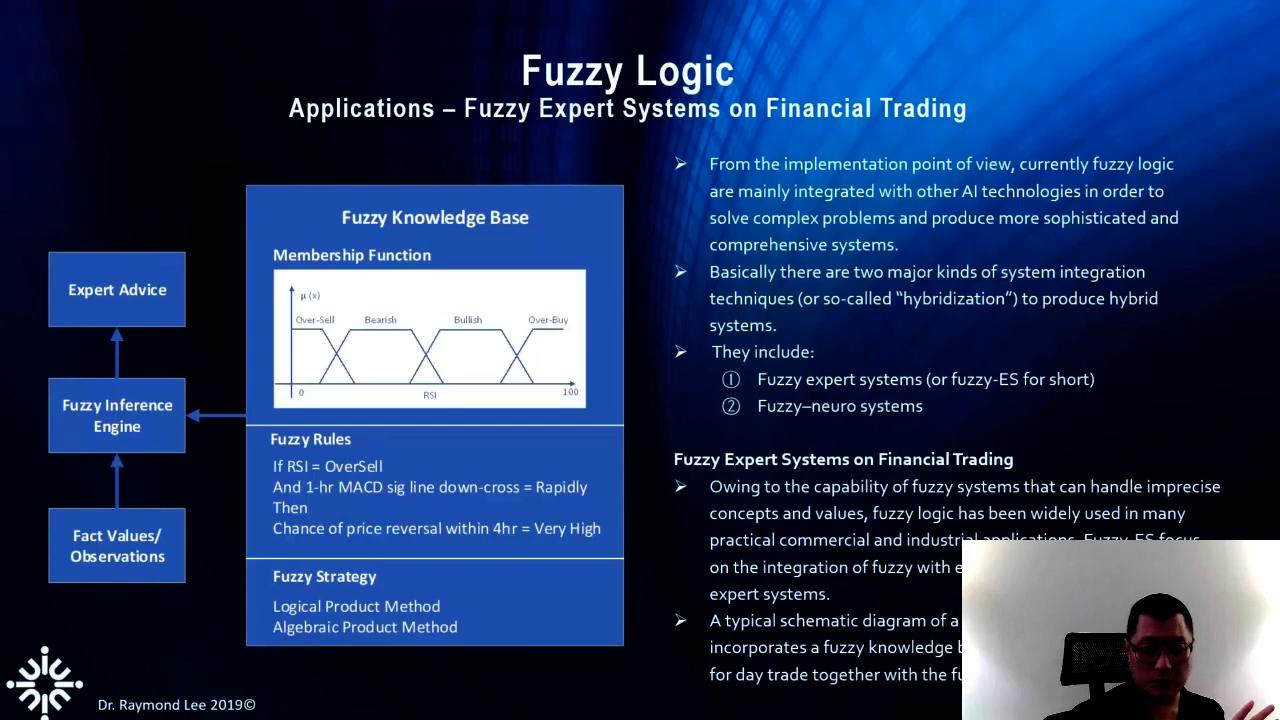 Fuzzy Logic
Applications – Fuzzy Expert Systems on Financial Trading
Expert Advice
Fuzzy Inference
Engine
Fact Values/
Observations
Fuzzy Knowledge Base
Membership Function
μ (x)
Over-Sell Bearish Bullish Over-Buy
0 RSI 100
Fuzzy Rules
If RSI = OverSell
And 1-hr MACD sig line down-cross = Rapidly
Then
Chance of price reversal within 4hr = Very High
Fuzzy Strategy
Logical Product Method
Algebraic Product Method
➢ From the implementation point of view, currently fuzzy logic
are mainly integrated with other AI technologies in order to
solve complex problems and produce more sophisticated and
comprehensive systems.
➢ Basically there are two major kinds of system integration
techniques (or so-called “hybridization”) to produce hybrid
systems.
➢ They include:
① Fuzzy expert systems (or fuzzy-ES for short)
② Fuzzy–neuro systems
Fuzzy Expert Systems on Financial Trading
➢ Owing to the capability of fuzzy systems that can handle imprecise
concepts and values, fuzzy logic has been widely used in many
practical commercial and industrial applications. Fuzzy-ES focus
on the integration of fuzzy with
expert systems.
➢ A typical schematic diagram of a
incorporates a fuzzy knowledge
for day trade together with the
Dr. Raymond Lee 2019©